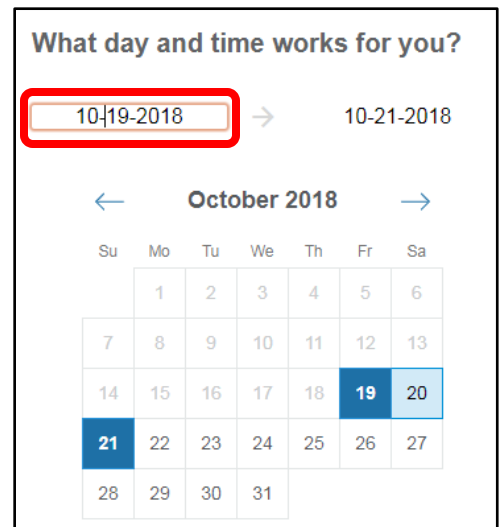 What day and time works for you?
10-19-2018 → 10-21-2018
← October 2018 →
Su Mo Tu We Th Fr Sa
1 2 3 4 5 6
7 8 9 10 11 12 13
14 15 16 17 18 19 20
21 22 23 24 25 26 27
28 29 30 31